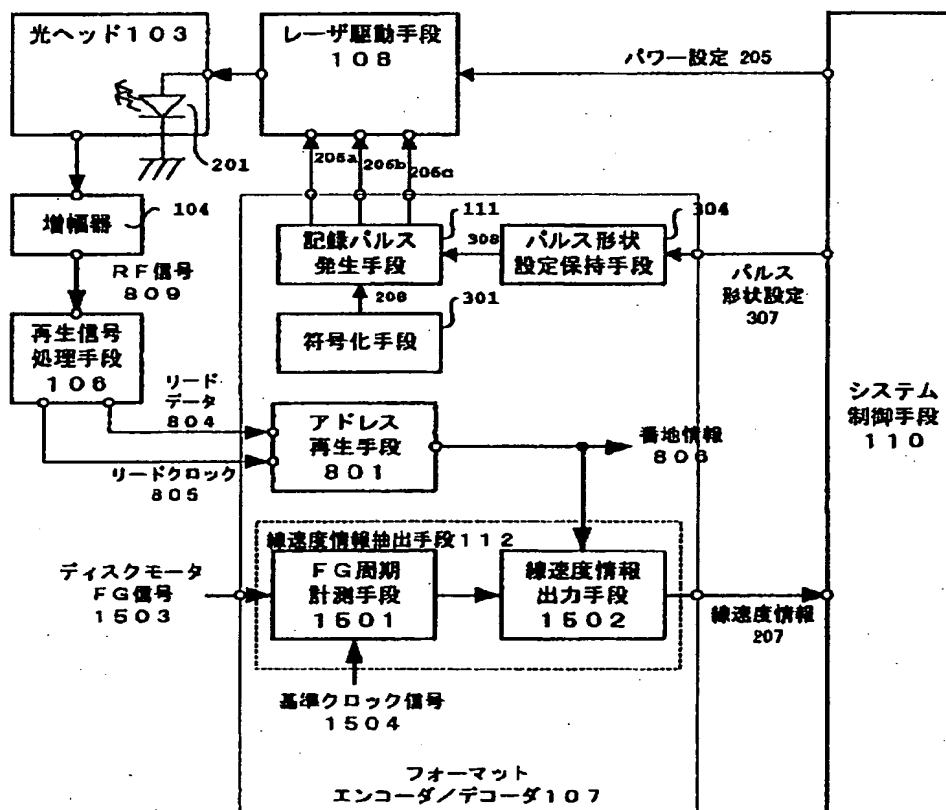 光ヘッド103
レーザ駆動手段
108
パワー設定 205
201
206a
206b
206c
増幅器
104
RF信号
809
記録パルス
発生手段
111
308
パルス形状
設定保持手段
304
パルス
形状設定
307
208
符号化手段
301
再生信号
処理手段
106
リード
データ
804
リードクロック
805
アドレス
再生手段
801
番地情報
806
システム
制御手段
110
線速度情報抽出手段112
ディスクモータ
FG信号
1503
FG周期
計測手段
1501
線速度情報
出力手段
1502
線速度情報
207
基準クロック信号
1504
フォーマット
エンコーダ/デコーダ107